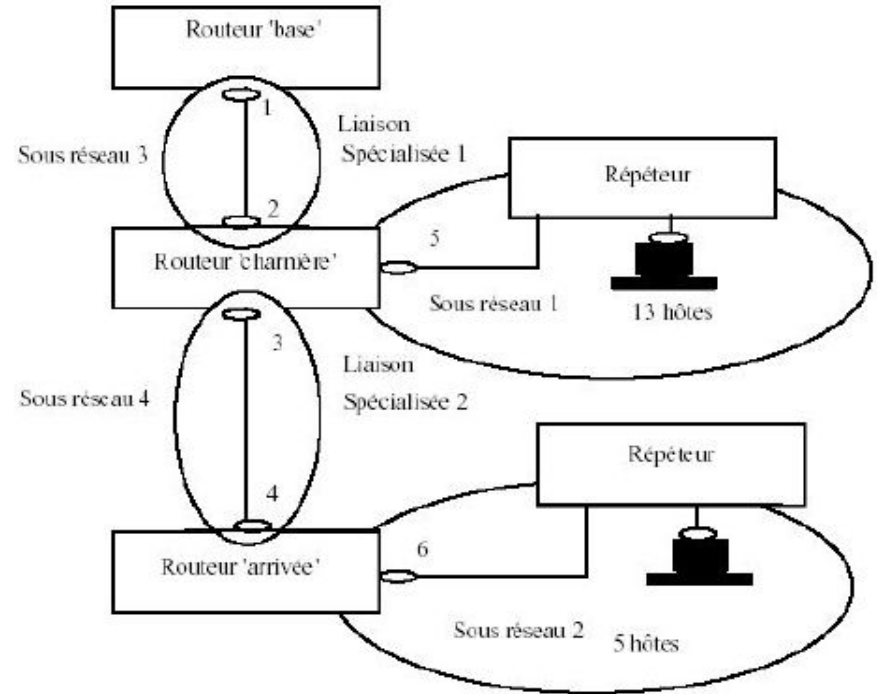 Routeur 'base'
1
Liaison
Spécialisée 1
Sous réseau 3
Répéteur
2
5
Routeur 'charnière'
Sous réseau 1
13 hôtes
3
Liaison
Spécialisée 2
Sous réseau 4
Répéteur
4
6
Routeur 'arrivée'
Sous réseau 2
5 hôtes